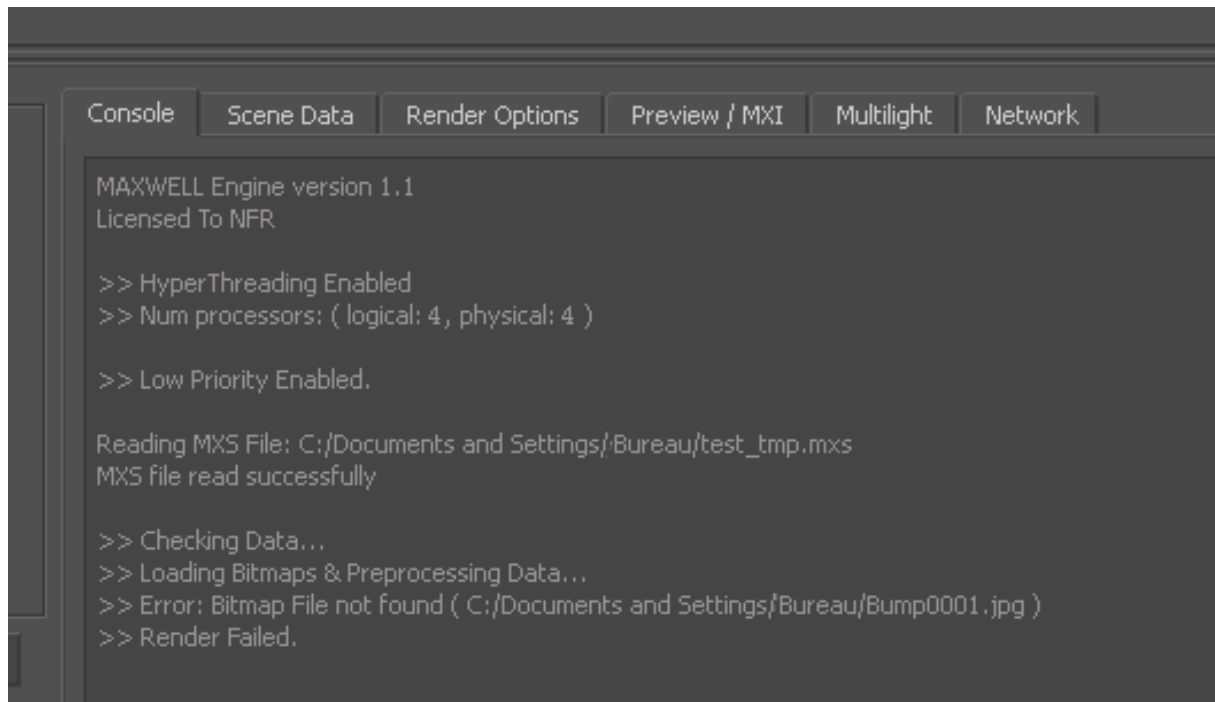 Console Scene Data Render Options Preview / MXI Multilight Network
MAXWELL Engine version 1.1
Licensed To NFR
>> HyperThreading Enabled
>> Num processors: ( logical: 4, physical: 4 )
>> Low Priority Enabled.
Reading MXS File: C:/Documents and Settings/Bureau/test_tmp.mxs
MXS file read successfully
>> Checking Data...
>> Loading Bitmaps & Preprocessing Data...
>> Error: Bitmap File not found ( C:/Documents and Settings/Bureau/Bump0001.jpg )
>> Render Failed.